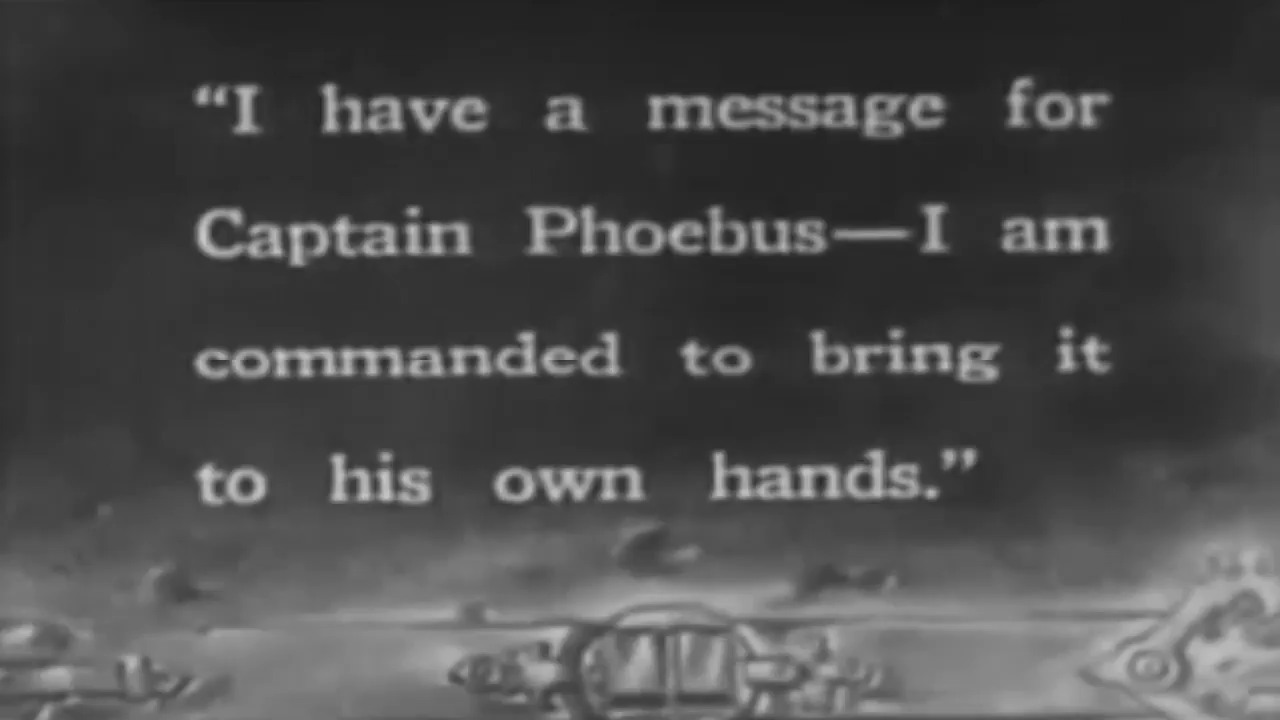 “I have a message for
Captain Phoebus—I am
commanded to bring it
to his own hands.”